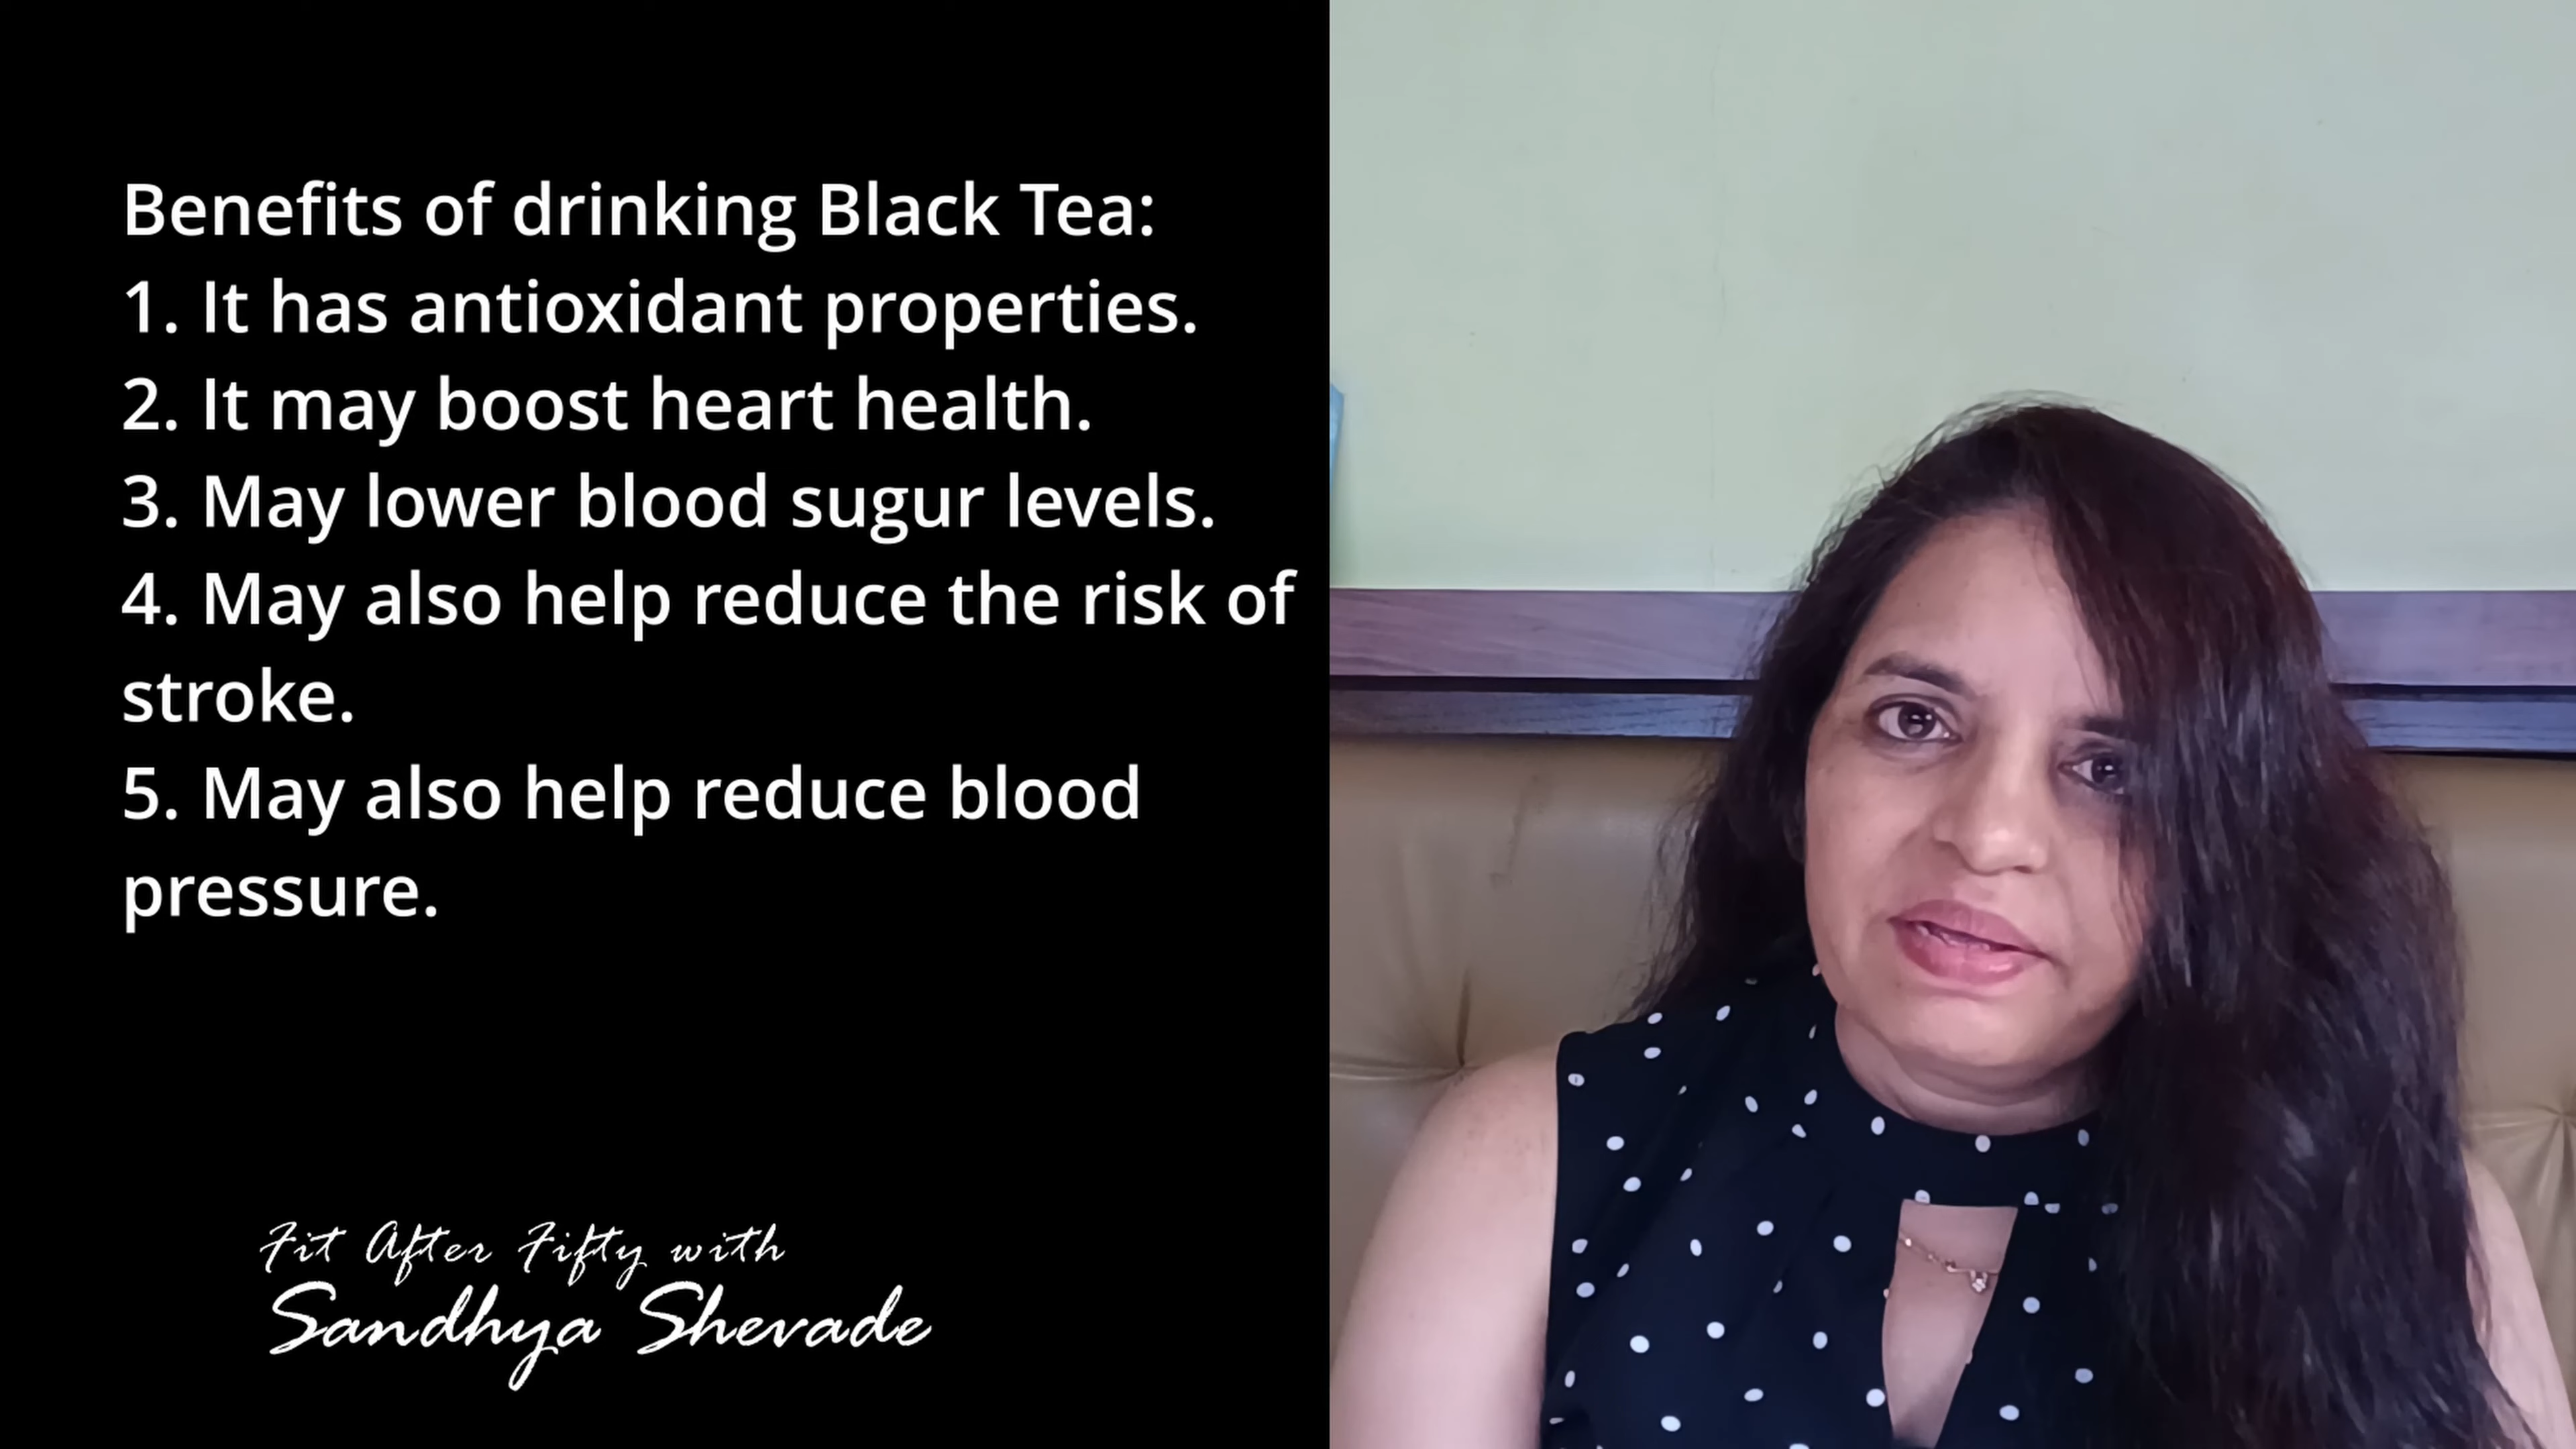 Benefits of drinking Black Tea:
1. It has antioxidant properties.
2. It may boost heart health.
3. May lower blood sugur levels.
4. May also help reduce the risk of
stroke.
5. May also help reduce blood
pressure.
Fit After Fifty with
Sandhya Shevade